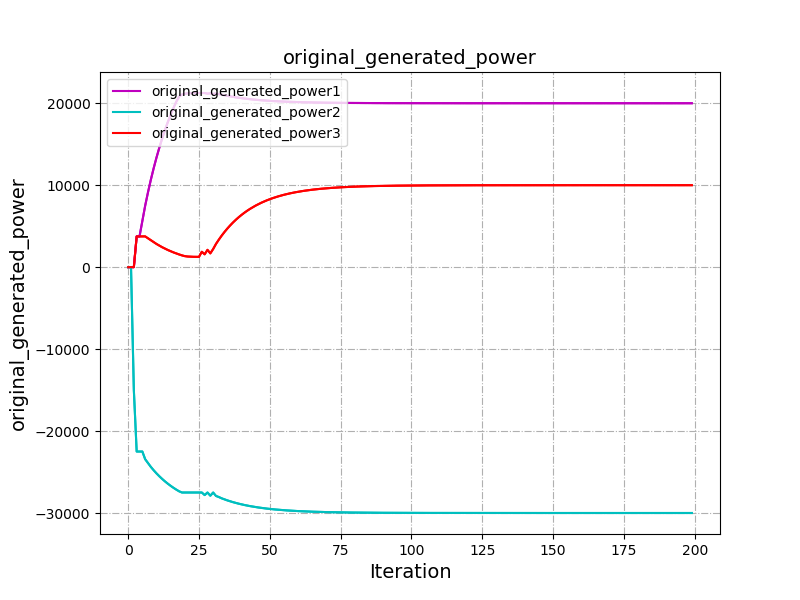 original_generated_power
original_generated_power1
original_generated_power2
original_generated_power3
original_generated_power
20000
10000
0
−10000
−20000
−30000
0 25 50 75 100 125 150 175 200
Iteration